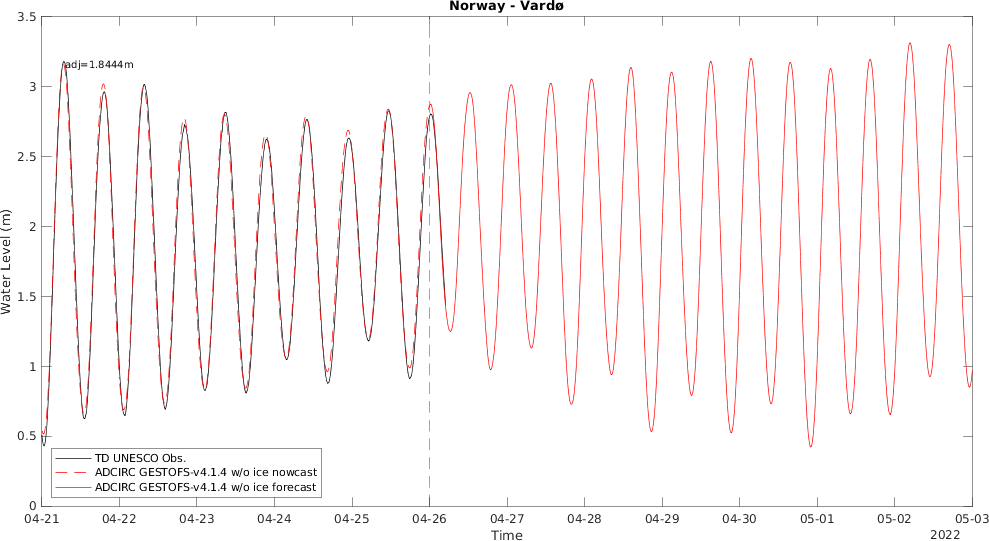 Norway - Vardø
3.5
3
2.5
2
1.5
1
0.5
0
Water Level (m)
adj=1.8444m
TD UNESCO Obs.
ADCIRC GESTOFS-v4.1.4 w/o ice nowcast
ADCIRC GESTOFS-v4.1.4 w/o ice forecast
04-21 04-22 04-23 04-24 04-25 04-26 04-27 04-28 04-29 04-30 05-01 05-02 05-03
Time
2022